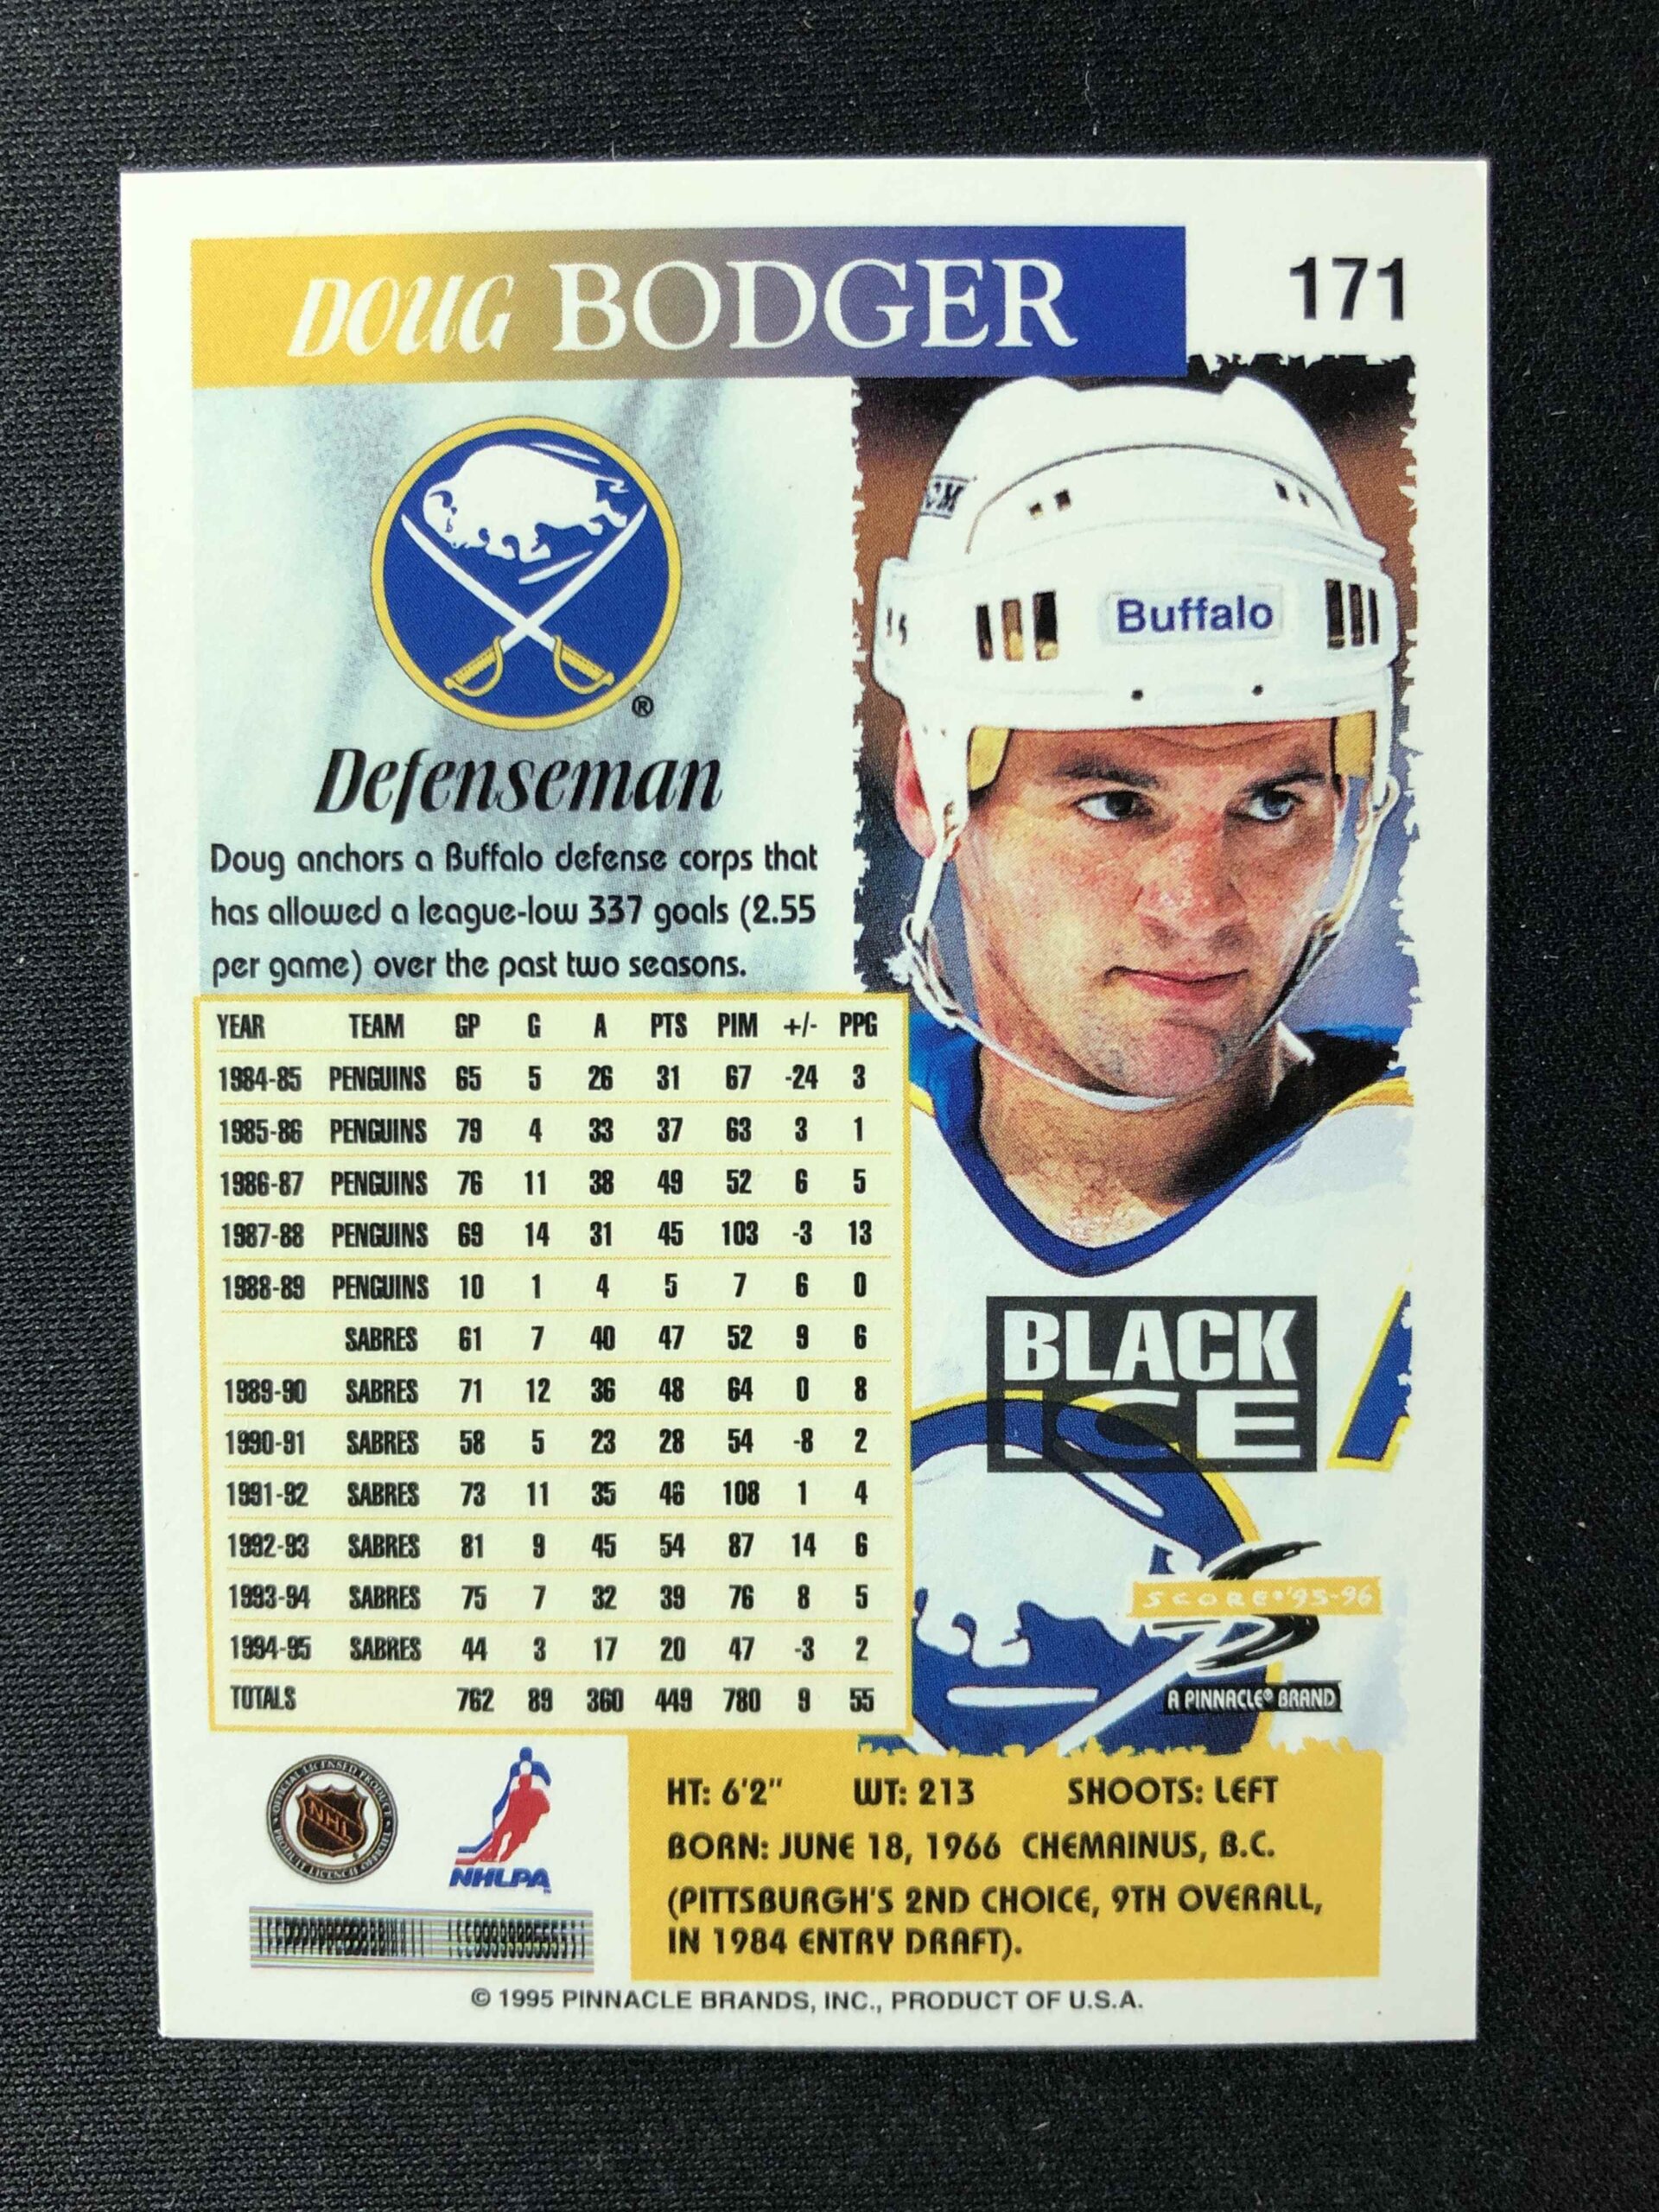 DOUG BODGER
171
Buffalo
®
Defenseman
Doug anchors a Buffalo defense corps that
has allowed a league-low 337 goals (2.55
per game) over the past two seasons.
YEAR TEAM GP G A PTS PIM +/- PPG
1984-85 PENGUINS 65 5 26 31 67 -24 3
1985-86 PENGUINS 79 4 33 37 63 3 1
1986-87 PENGUINS 76 11 38 49 52 6 5
1987-88 PENGUINS 69 14 31 45 103 -3 13
1988-89 PENGUINS 10 1 4 5 7 6 0
SABRES 61 7 40 47 52 9 6
1989-90 SABRES 71 12 36 48 64 0 8
1990-91 SABRES 58 5 23 28 54 -8 2
1991-92 SABRES 73 11 35 46 108 1 4
1992-93 SABRES 81 9 45 54 87 14 6
1993-94 SABRES 75 7 32 39 76 8 5
1994-95 SABRES 44 3 17 20 47 -3 2
TOTALS 762 89 360 449 780 9 55
BLACK
ICE
A
SCORE®'95-96
A PINNACLE® BRAND
OFFICIAL LICENSED PRODUCT
NHL
PRODUIT LICENCIE OFFICIEL
NHLPA
HT: 6'2" WT: 213 SHOOTS: LEFT
BORN: JUNE 18, 1966 CHEMAINUS, B.C.
(PITTSBURGH'S 2ND CHOICE, 9TH OVERALL,
IN 1984 ENTRY DRAFT).
© 1995 PINNACLE BRANDS, INC., PRODUCT OF U.S.A.